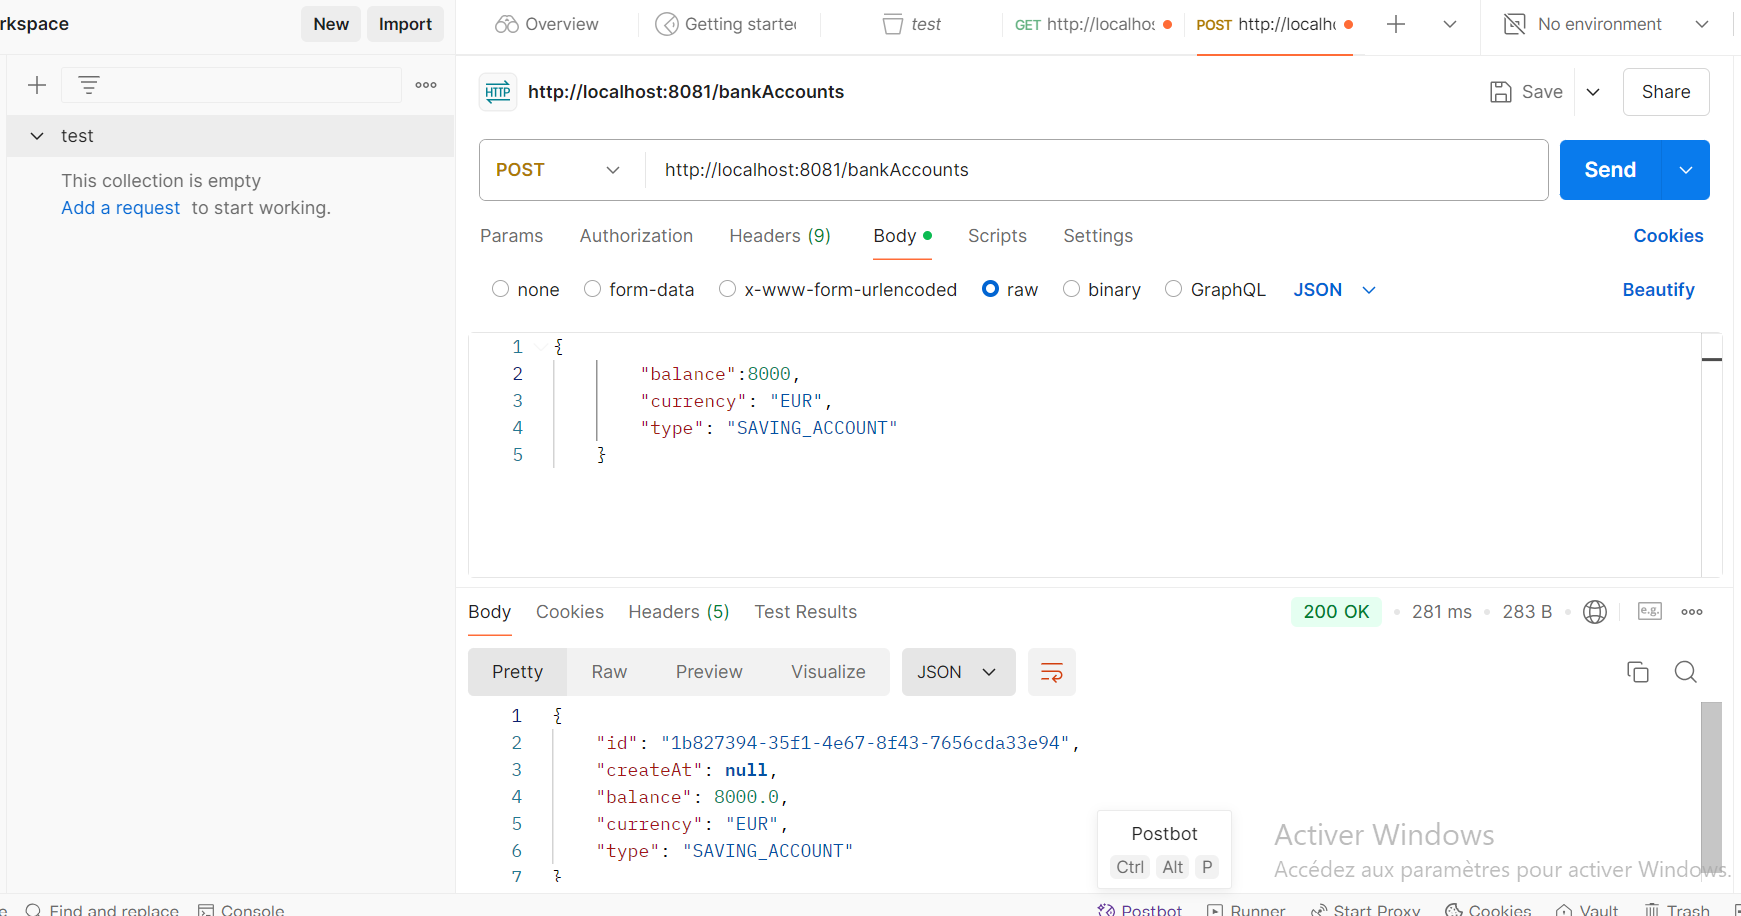 rkspace
New
Import
Overview
Getting starte
test
GET http://localhos
POST http://localh
No environment
http://localhost:8081/bankAccounts
Save
Share
test
This collection is empty
Add a request to start working.
POST
http://localhost:8081/bankAccounts
Send
Params
Authorization
Headers (9)
Body
Scripts
Settings
Cookies
none
form-data
x-www-form-urlencoded
raw
binary
GraphQL
JSON
Beautify
1 {
2 "balance":8000,
3 "currency": "EUR",
4 "type": "SAVING_ACCOUNT"
5 }
Body
Cookies
Headers (5)
Test Results
200 OK
281 ms
283 B
e.g.
Pretty
Raw
Preview
Visualize
JSON
1 {
2 "id": "1b827394-35f1-4e67-8f43-7656cda33e94",
3 "createAt": null,
4 "balance": 8000.0,
5 "currency": "EUR",
6 "type": "SAVING_ACCOUNT"
7 }
Postbot
Ctrl Alt P
Activer Windows
Accédez aux paramètres pour activer Windows.
e
Find and replace
Console
Postbot
Runner
Start Proxy
Cookies
Vault
Trash